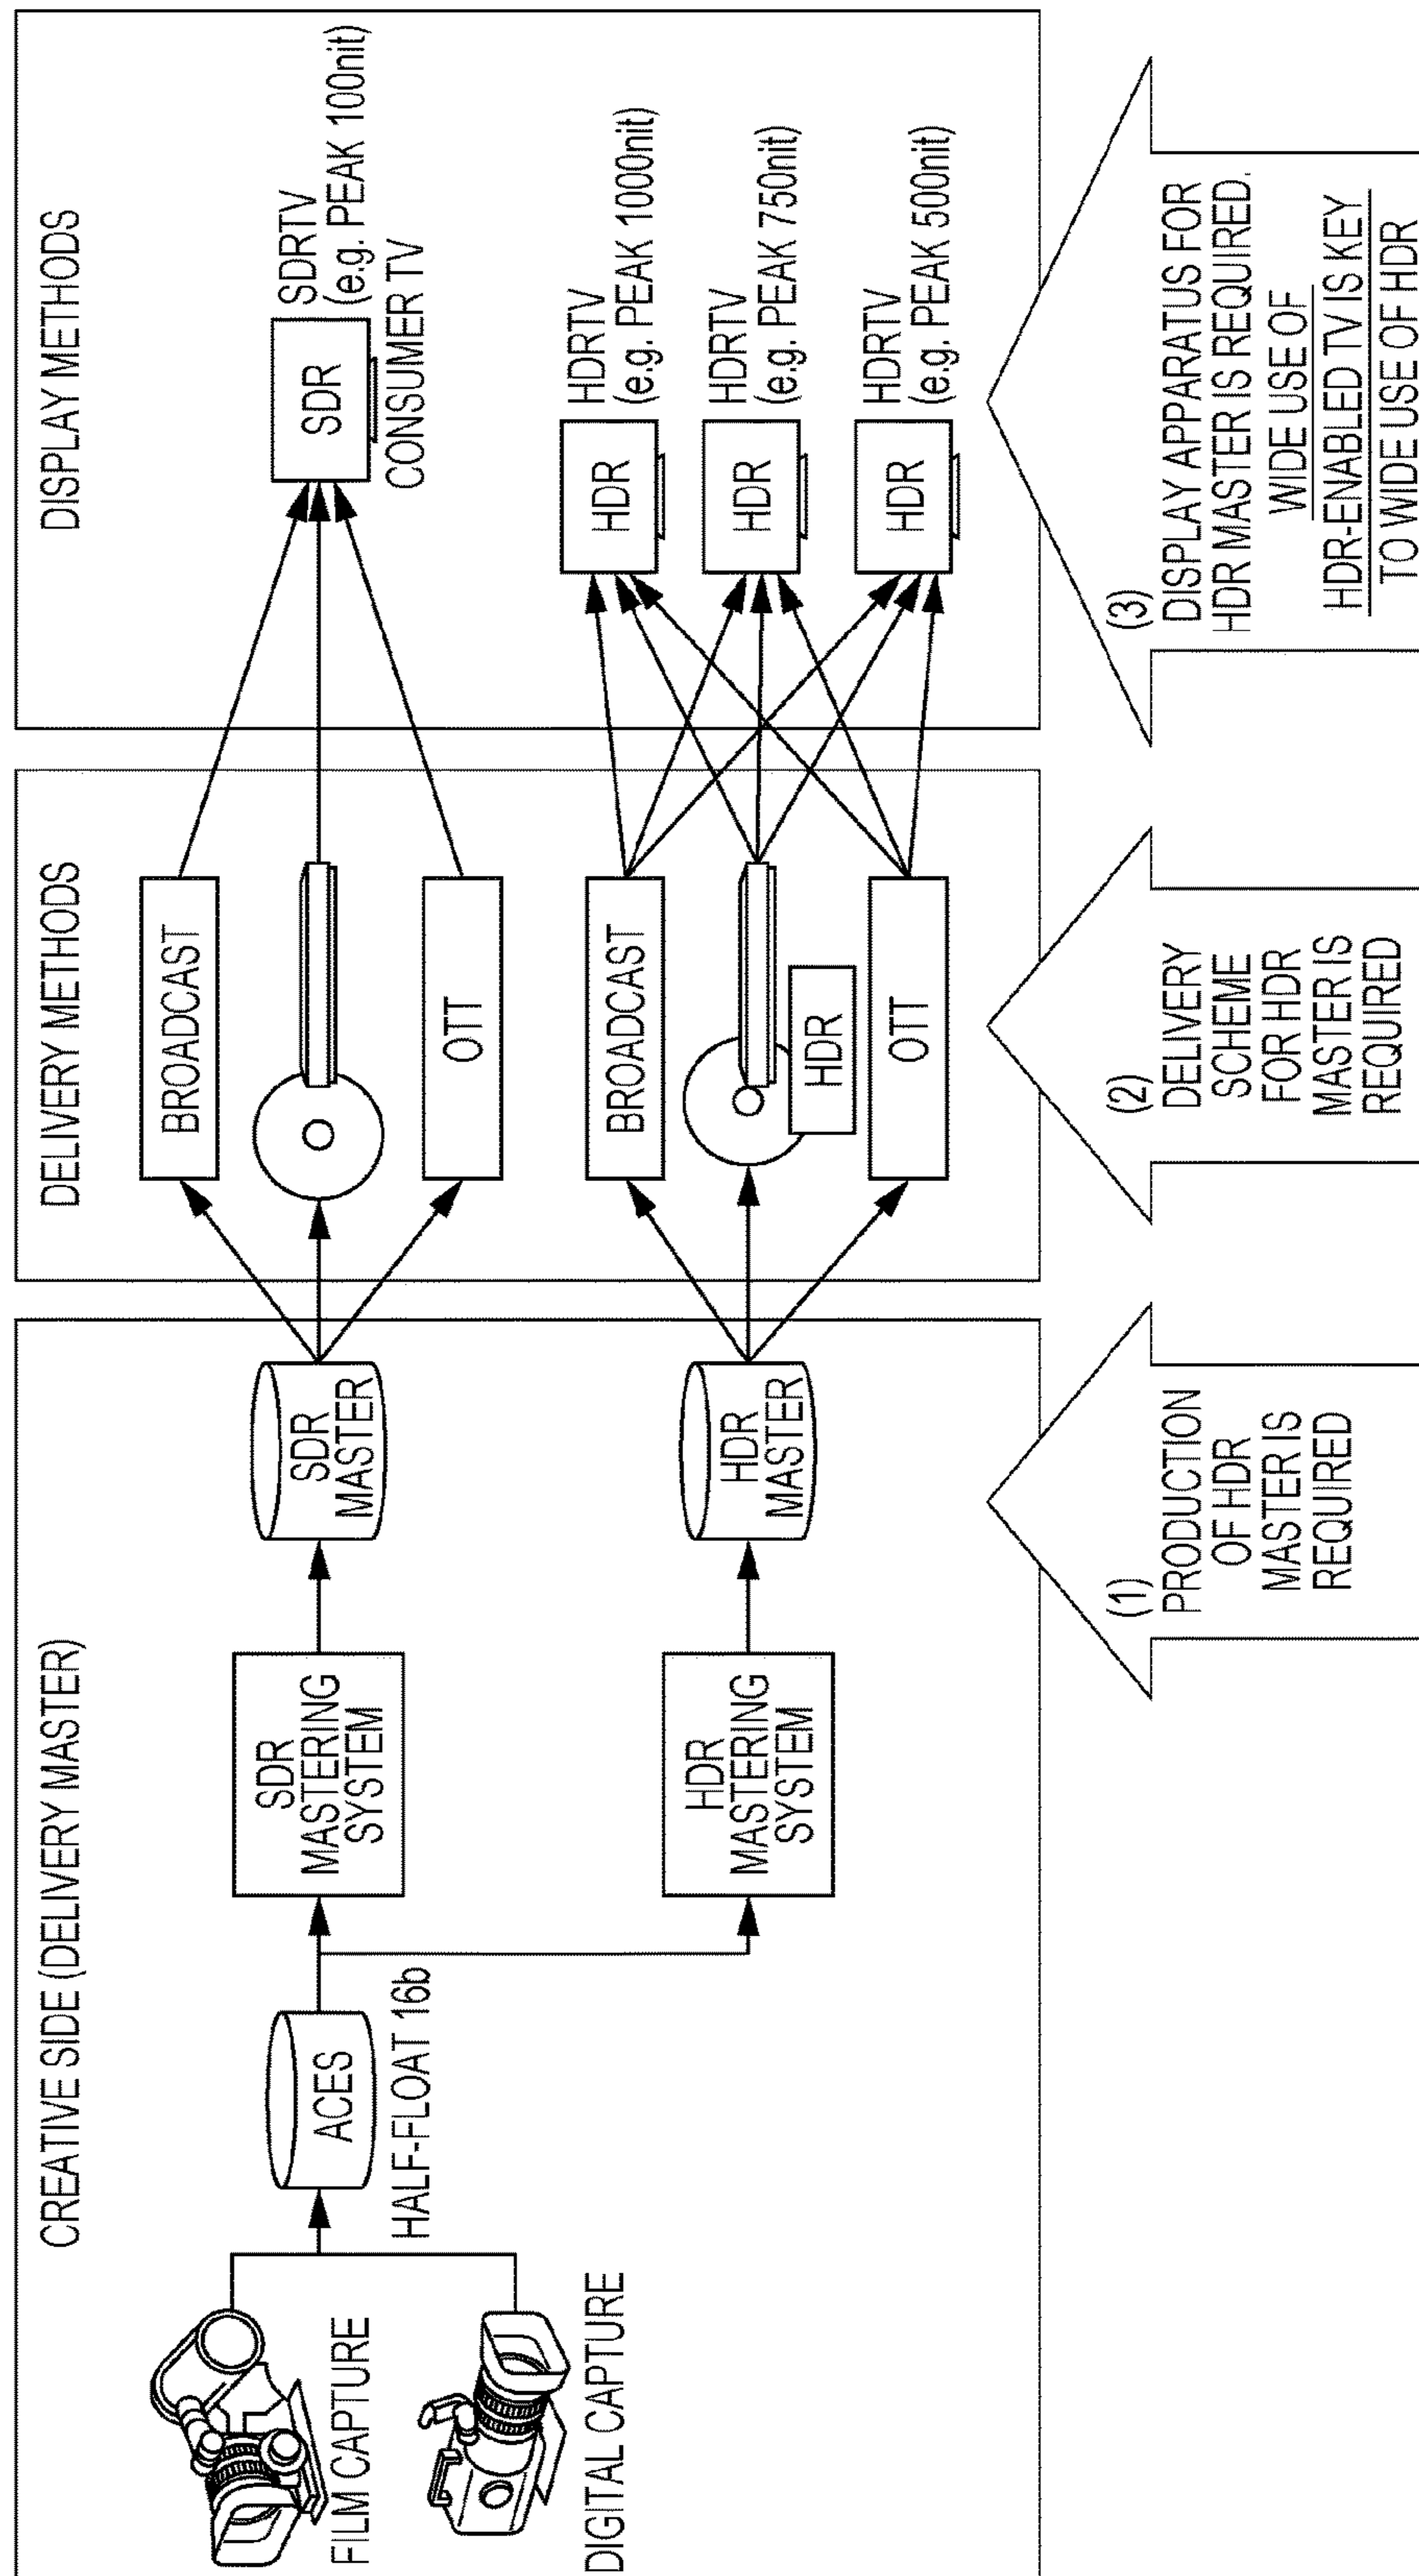 CREATIVE SIDE (DELIVERY MASTER)
FILM CAPTURE
DIGITAL CAPTURE
ACES
HALF-FLOAT 16b
SDR
MASTERING
SYSTEM
SDR
MASTER
HDR
MASTERING
SYSTEM
HDR
MASTER
DELIVERY METHODS
BROADCAST
OTT
BROADCAST
HDR
OTT
DISPLAY METHODS
SDR
SDRTV
(e.g. PEAK 100nit)
CONSUMER TV
HDR
HDRTV
(e.g. PEAK 1000nit)
HDR
HDRTV
(e.g. PEAK 750nit)
HDR
HDRTV
(e.g. PEAK 500nit)
(1)
PRODUCTION
OF HDR
MASTER IS
REQUIRED
(2)
DELIVERY
SCHEME
FOR HDR
MASTER IS
REQUIRED
(3)
DISPLAY APPARATUS FOR
HDR MASTER IS REQUIRED.
WIDE USE OF
HDR-ENABLED TV IS KEY
TO WIDE USE OF HDR